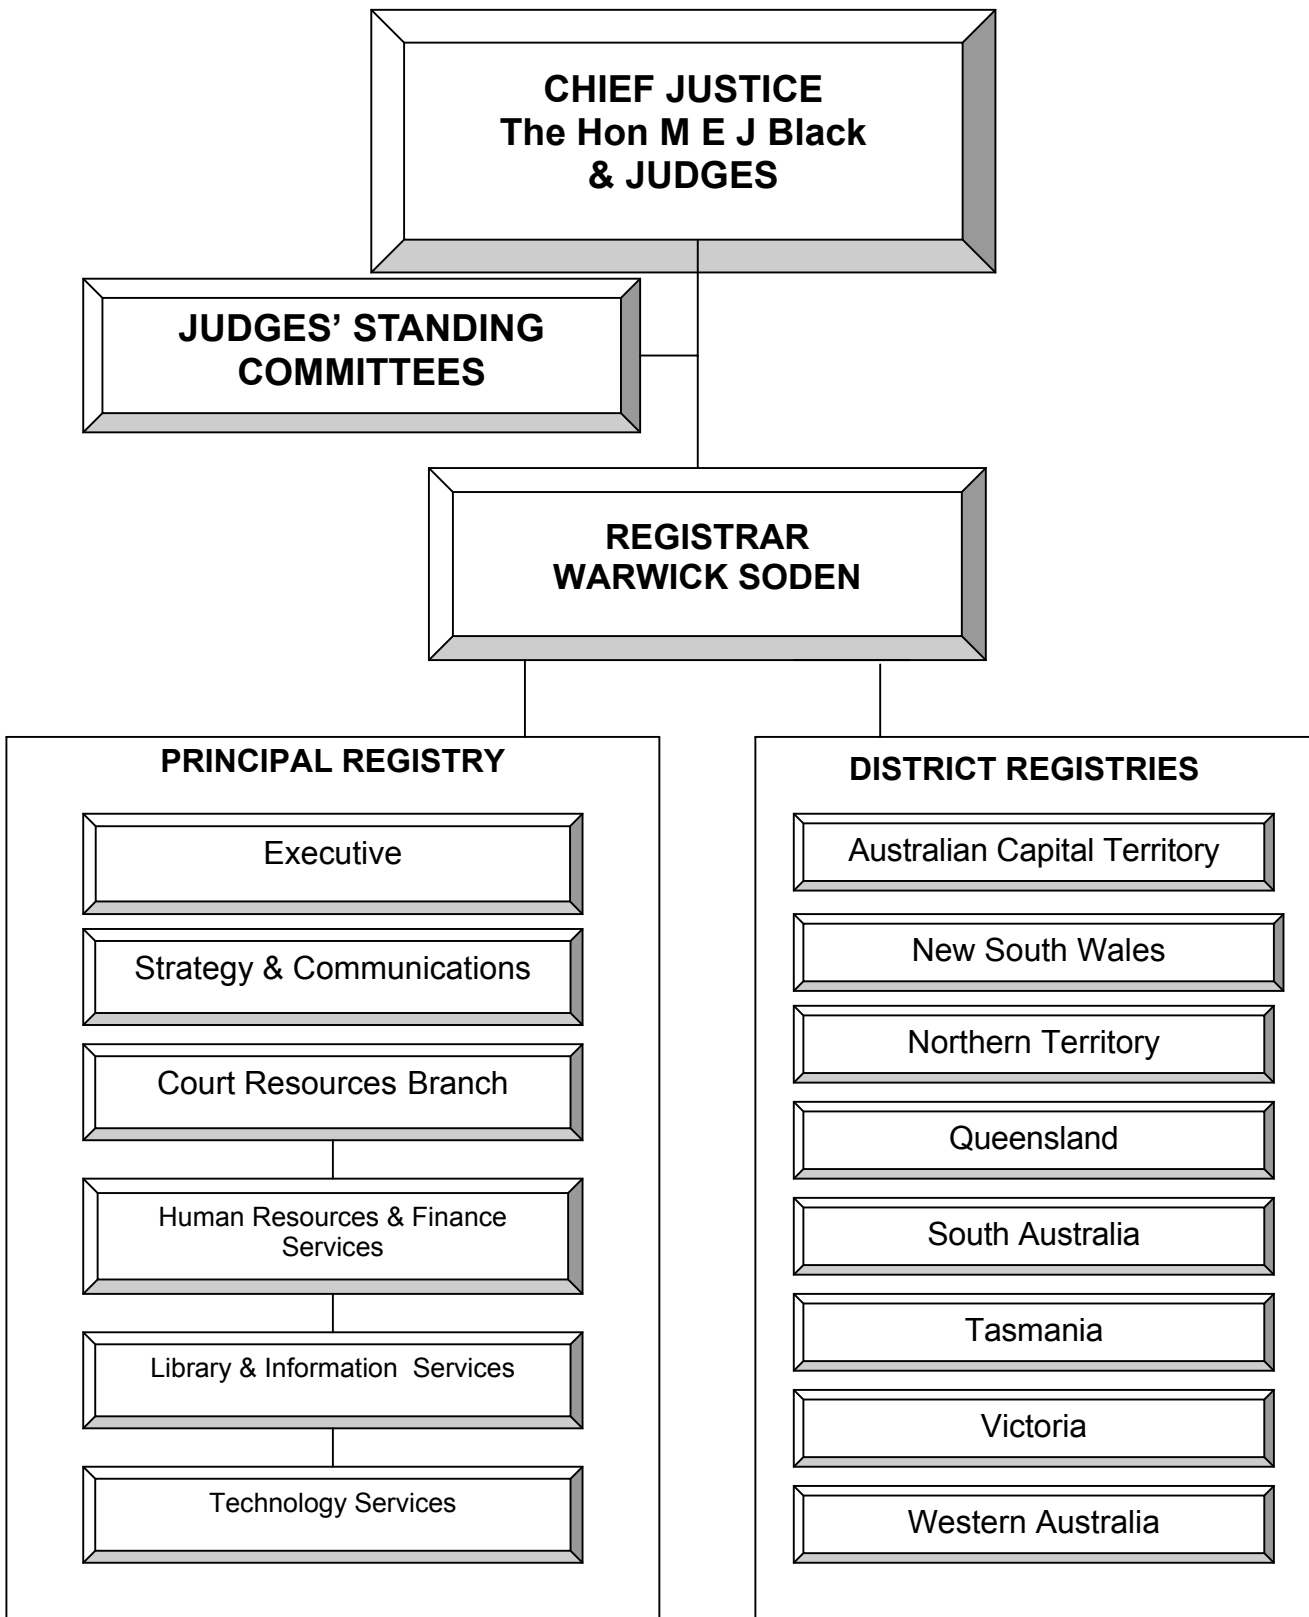 CHIEF JUSTICE
The Hon M E J Black
& JUDGES
JUDGES’ STANDING
COMMITTEES
REGISTRAR
WARWICK SODEN
PRINCIPAL REGISTRY
Executive
Strategy & Communications
Court Resources Branch
Human Resources & Finance
Services
Library & Information Services
Technology Services
DISTRICT REGISTRIES
Australian Capital Territory
New South Wales
Northern Territory
Queensland
South Australia
Tasmania
Victoria
Western Australia